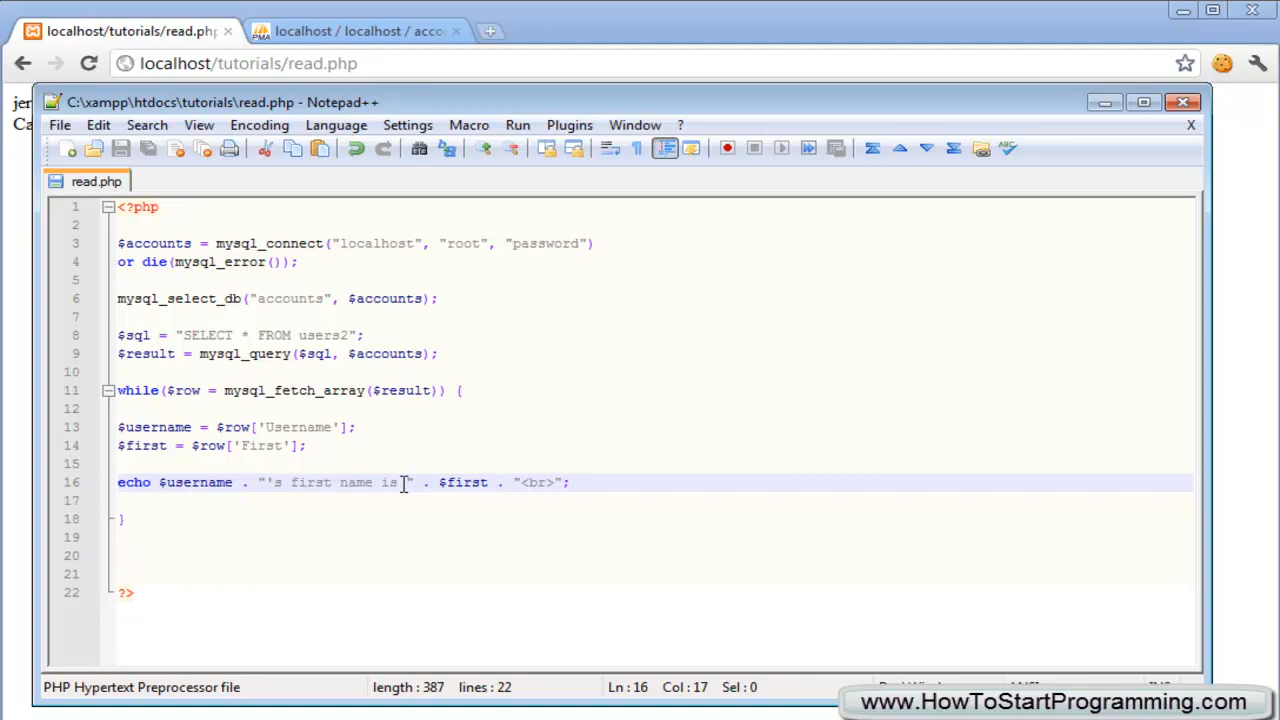 localhost/tutorials/read.php
localhost / localhost / acco
localhost/tutorials/read.php
C:\xampp\htdocs\tutorials\read.php - Notepad++
File Edit Search View Encoding Language Settings Macro Run Plugins Window ? X
read.php
1 <?php
2
3 $accounts = mysql_connect("localhost", "root", "password")
4 or die(mysql_error());
5
6 mysql_select_db("accounts", $accounts);
7
8 $sql = "SELECT * FROM users2";
9 $result = mysql_query($sql, $accounts);
10
11 while($row = mysql_fetch_array($result)) {
12
13 $username = $row['Username'];
14 $first = $row['First'];
15
16 echo $username . "'s first name is " . $first . "<br>";
17
18 }
19
20
21
22 ?>
PHP Hypertext Preprocessor file length : 387 lines : 22 Ln : 16 Col : 17 Sel : 0
www.HowToStartProgramming.com